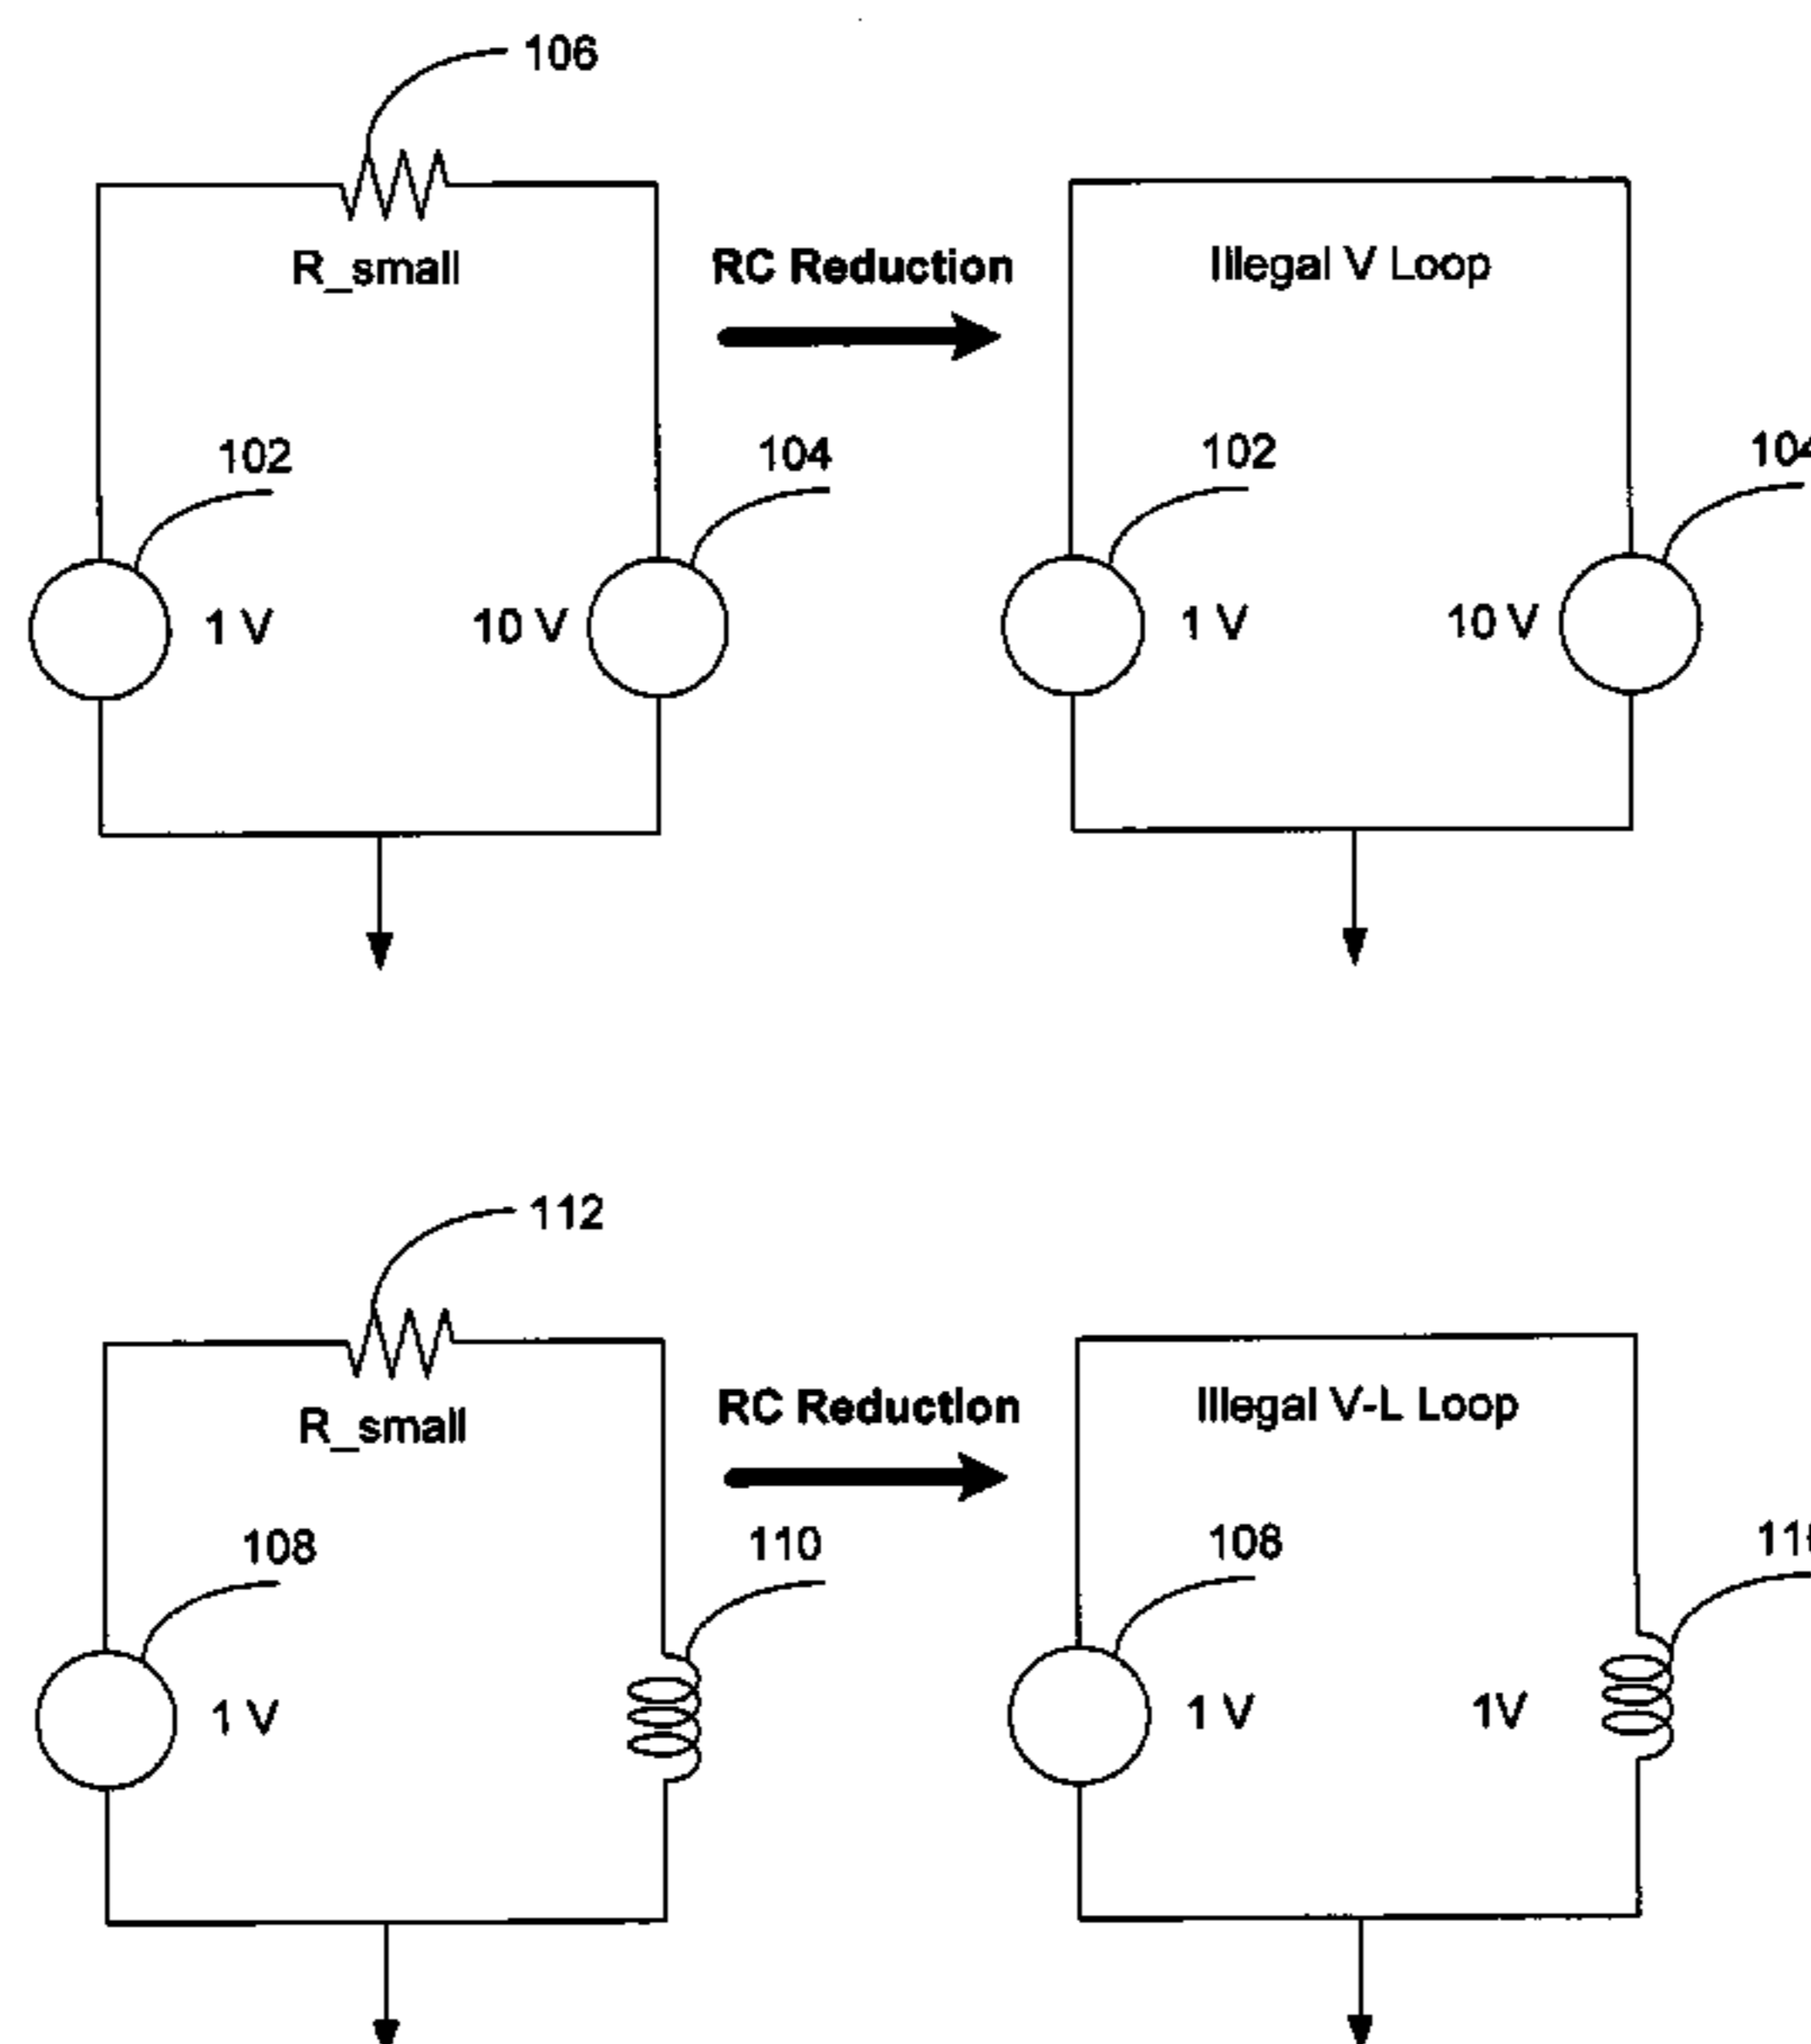 106
R_small
RC Reduction
Illegal V Loop
102
104
102
104
1 V
10 V
1 V
10 V
112
R_small
RC Reduction
Illegal V-L Loop
108
110
108
1 V
1 V
1V